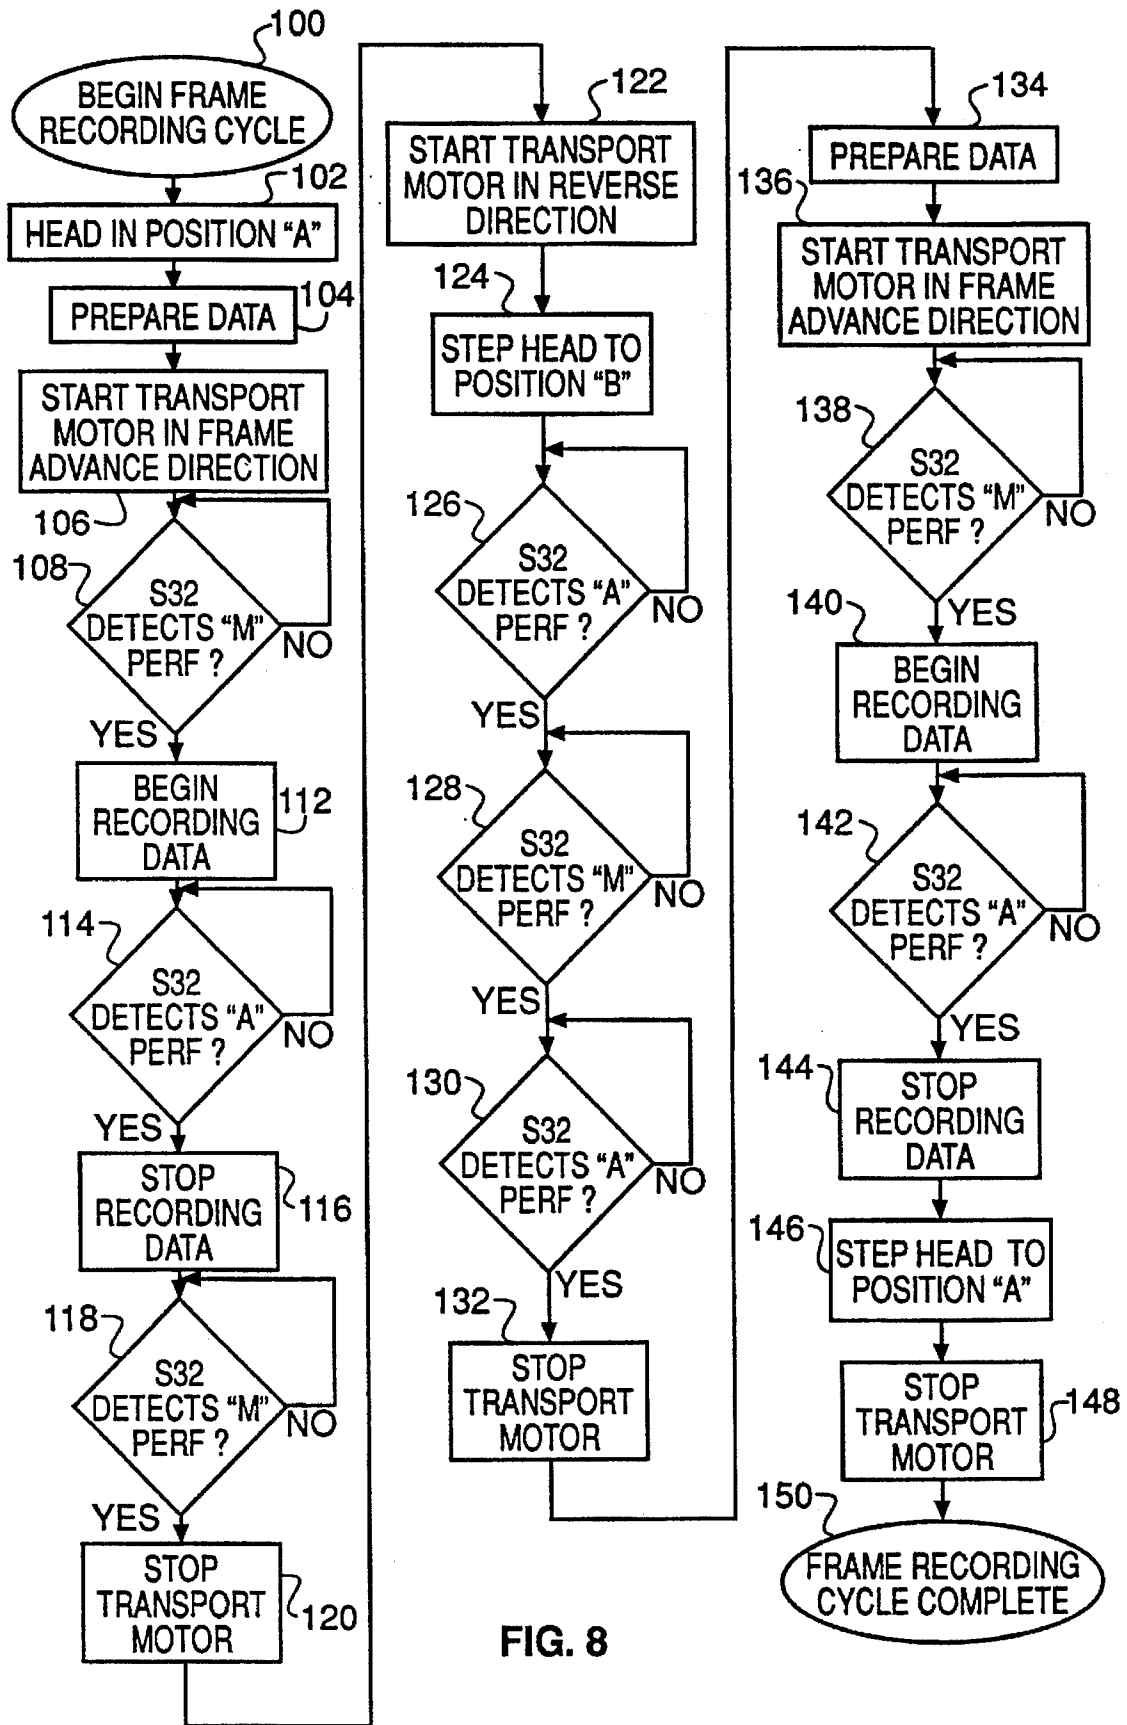 100
BEGIN FRAME
RECORDING CYCLE
102
HEAD IN POSITION “A”
104
PREPARE DATA
START TRANSPORT
MOTOR IN FRAME
ADVANCE DIRECTION
106
108
S32
DETECTS “M”
PERF ?
NO
YES
BEGIN
RECORDING
DATA
112
114
S32
DETECTS “A”
PERF ?
NO
YES
STOP
RECORDING
DATA
116
118
S32
DETECTS “M”
PERF ?
NO
YES
STOP
TRANSPORT
MOTOR
120
122
START TRANSPORT
MOTOR IN REVERSE
DIRECTION
124
STEP HEAD TO
POSITION “B”
126
S32
DETECTS “A”
PERF ?
NO
YES
128
S32
DETECTS “M”
PERF ?
NO
YES
130
S32
DETECTS “A”
PERF ?
NO
YES
132
STOP
TRANSPORT
MOTOR
134
PREPARE DATA
136
START TRANSPORT
MOTOR IN FRAME
ADVANCE DIRECTION
138
S32
DETECTS “M”
PERF ?
NO
YES
140
BEGIN
RECORDING
DATA
142
S32
DETECTS “A”
PERF ?
NO
YES
144
STOP
RECORDING
DATA
146
STEP HEAD TO
POSITION “A”
STOP
TRANSPORT
MOTOR
148
150
FRAME RECORDING
CYCLE COMPLETE
FIG. 8